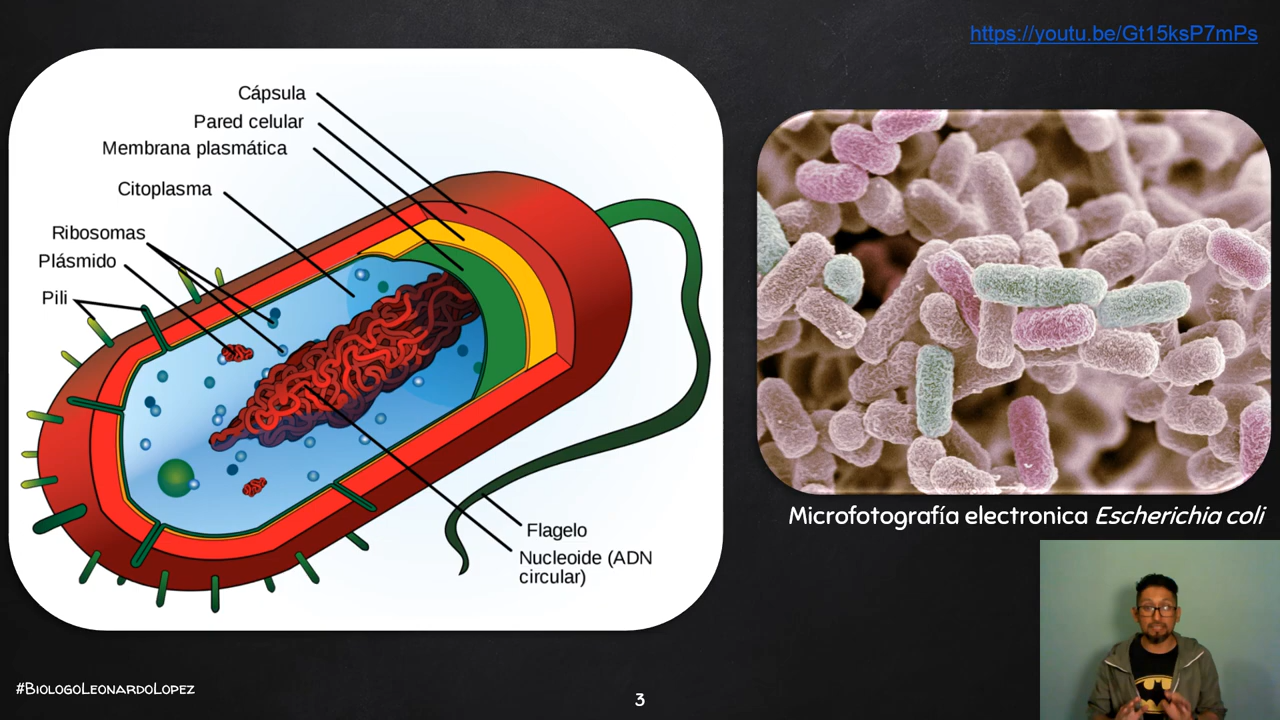 https://youtu.be/Gt15ksP7mPs
Cápsula
Pared celular
Membrana plasmática
Citoplasma
Ribosomas
Plásmido
Pili
Flagelo
Nucleoide (ADN
circular)
Microfotografía electronica Escherichia coli
#BiologoLeonardoLopez
3